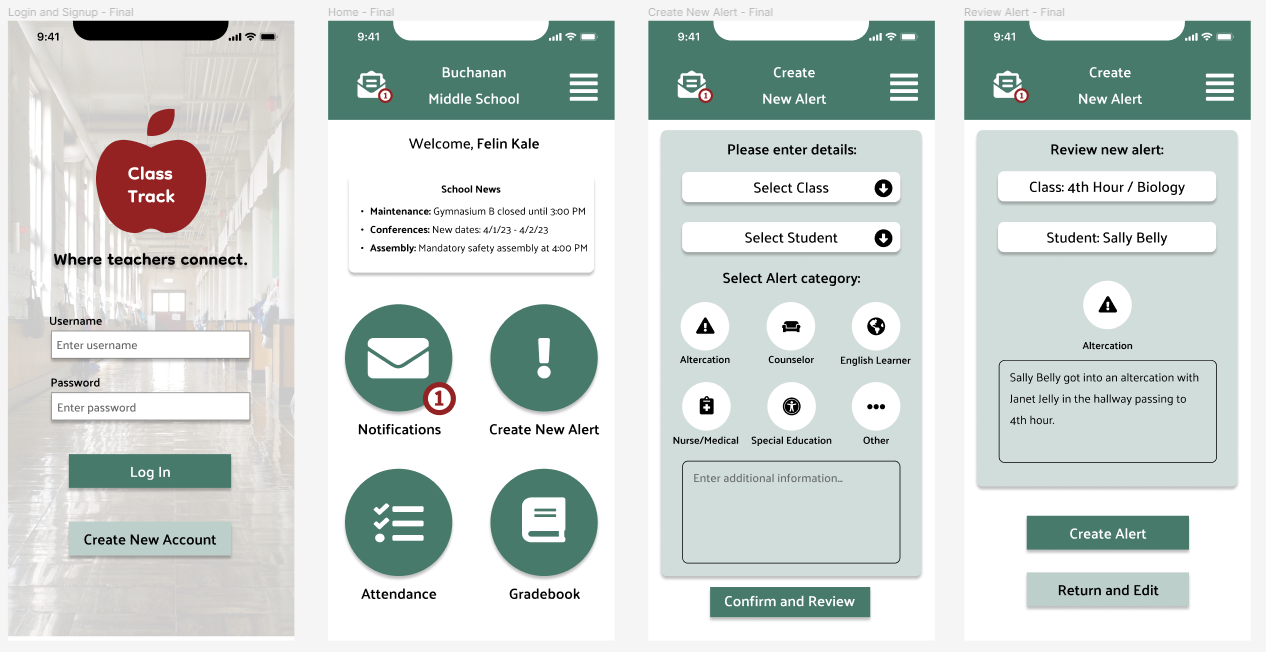 Login and Signup - Final
9:41
Class
Track
Where teachers connect.
Username
Enter username
Password
Enter password
Log In
Create New Account
Home - Final
9:41
1
Buchanan
Middle School
Welcome, Felin Kale
School News
• Maintenance: Gymnasium B closed until 3:00 PM
• Conferences: New dates: 4/1/23 - 4/2/23
• Assembly: Mandatory safety assembly at 4:00 PM
1
Notifications
Create New Alert
Attendance
Gradebook
Create New Alert - Final
9:41
1
Create
New Alert
Please enter details:
Select Class
Select Student
Select Alert category:
Altercation
Counselor
English Learner
Nurse/Medical
Special Education
Other
Enter additional information...
Confirm and Review
Review Alert - Final
9:41
1
Create
New Alert
Review new alert:
Class: 4th Hour / Biology
Student: Sally Belly
Altercation
Sally Belly got into an altercation with
Janet Jelly in the hallway passing to
4th hour.
Create Alert
Return and Edit